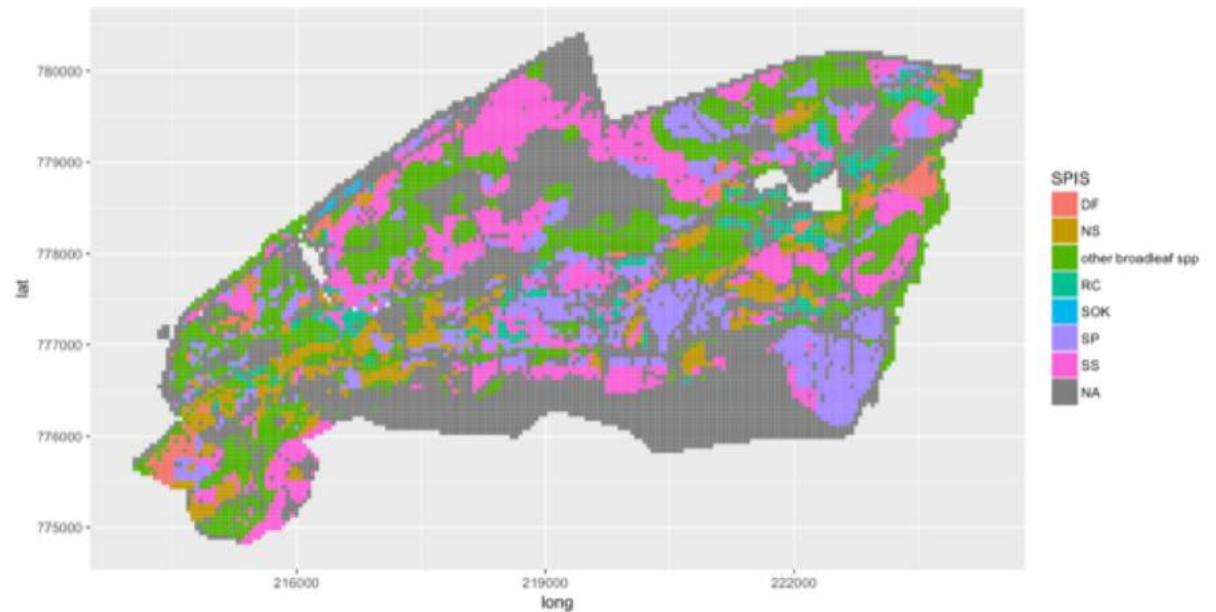 780000
779000
778000
777000
776000
775000
lat
216000
219000
222000
long
SPIS
DF
NS
other broadleaf spp
RC
SOK
SP
SS
NA